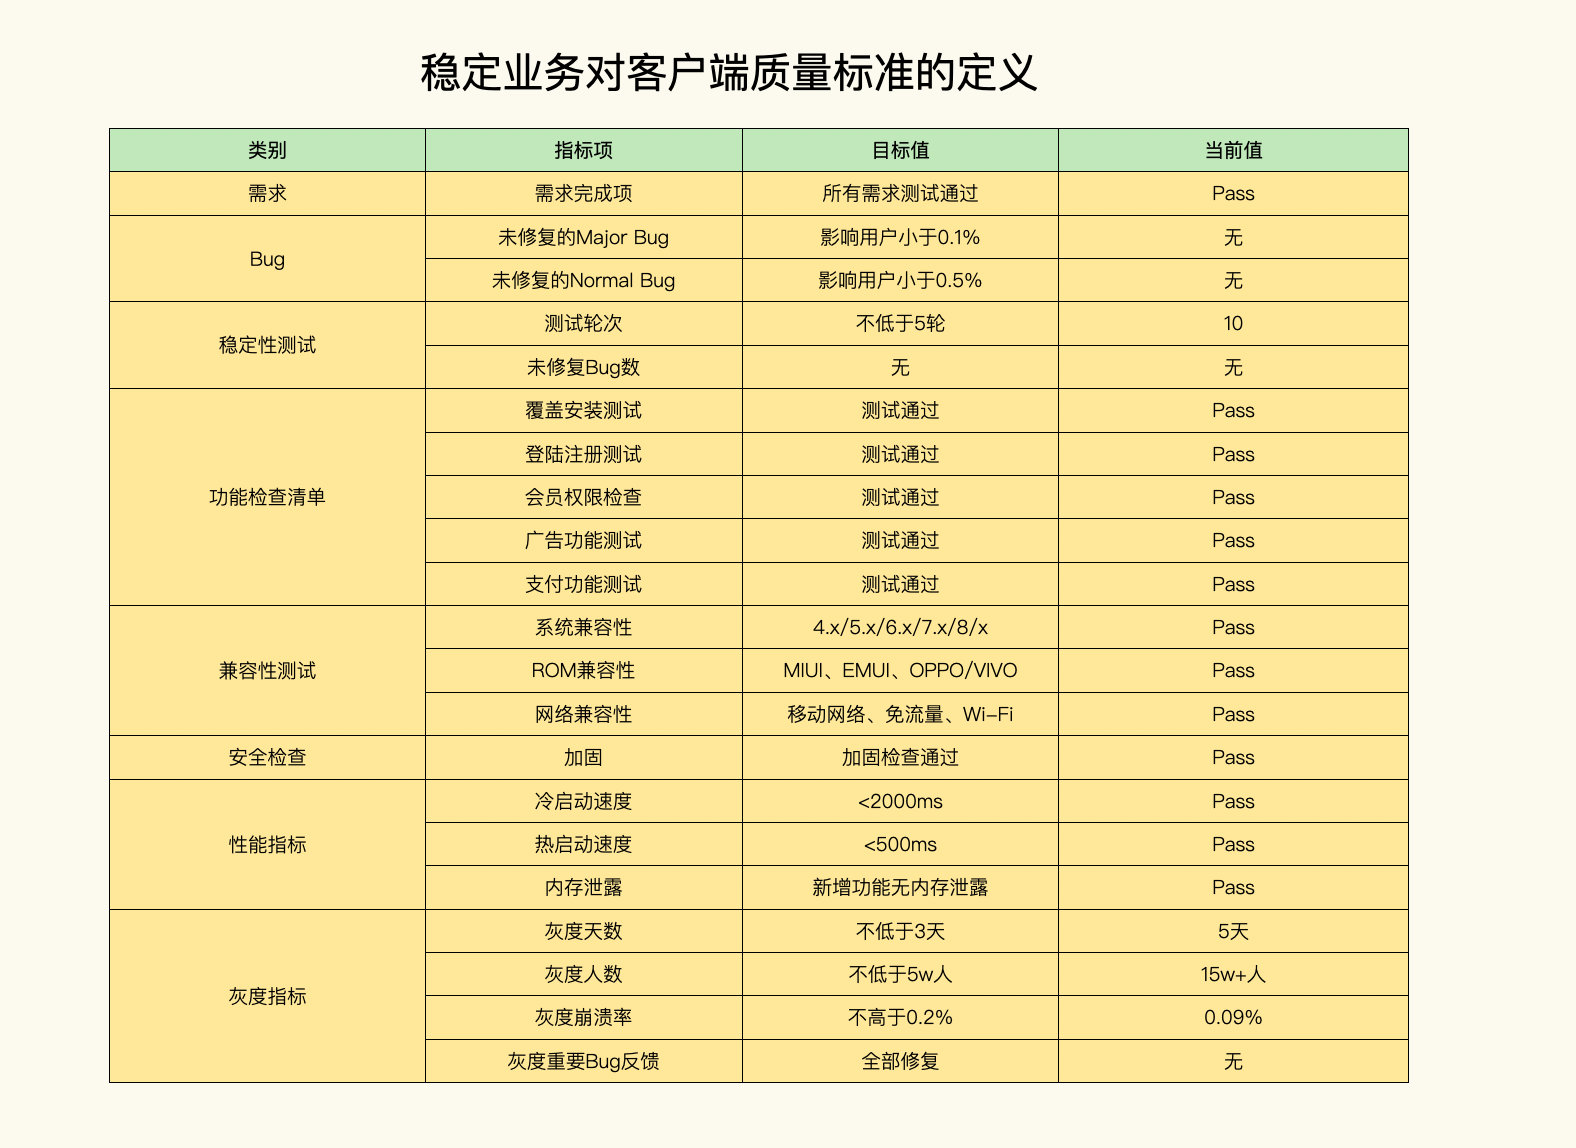 稳定业务对客户端质量标准的定义
类别 指标项 目标值 当前值
需求 需求完成项 所有需求测试通过 Pass
Bug 未修复的Major Bug 影响用户小于0.1% 无
未修复的Normal Bug 影响用户小于0.5% 无
稳定性测试 测试轮次 不低于5轮 10
未修复Bug数 无 无
功能检查清单 覆盖安装测试 测试通过 Pass
登陆注册测试 测试通过 Pass
会员权限检查 测试通过 Pass
广告功能测试 测试通过 Pass
支付功能测试 测试通过 Pass
兼容性测试 系统兼容性 4.x/5.x/6.x/7.x/8/x Pass
ROM兼容性 MIUI、EMUI、OPPO/VIVO Pass
网络兼容性 移动网络、免流量、Wi-Fi Pass
安全检查 加固 加固检查通过 Pass
性能指标 冷启动速度 <2000ms Pass
热启动速度 <500ms Pass
内存泄露 新增功能无内存泄露 Pass
灰度指标 灰度天数 不低于3天 5天
灰度人数 不低于5w人 15w+人
灰度崩溃率 不高于0.2% 0.09%
灰度重要Bug反馈 全部修复 无